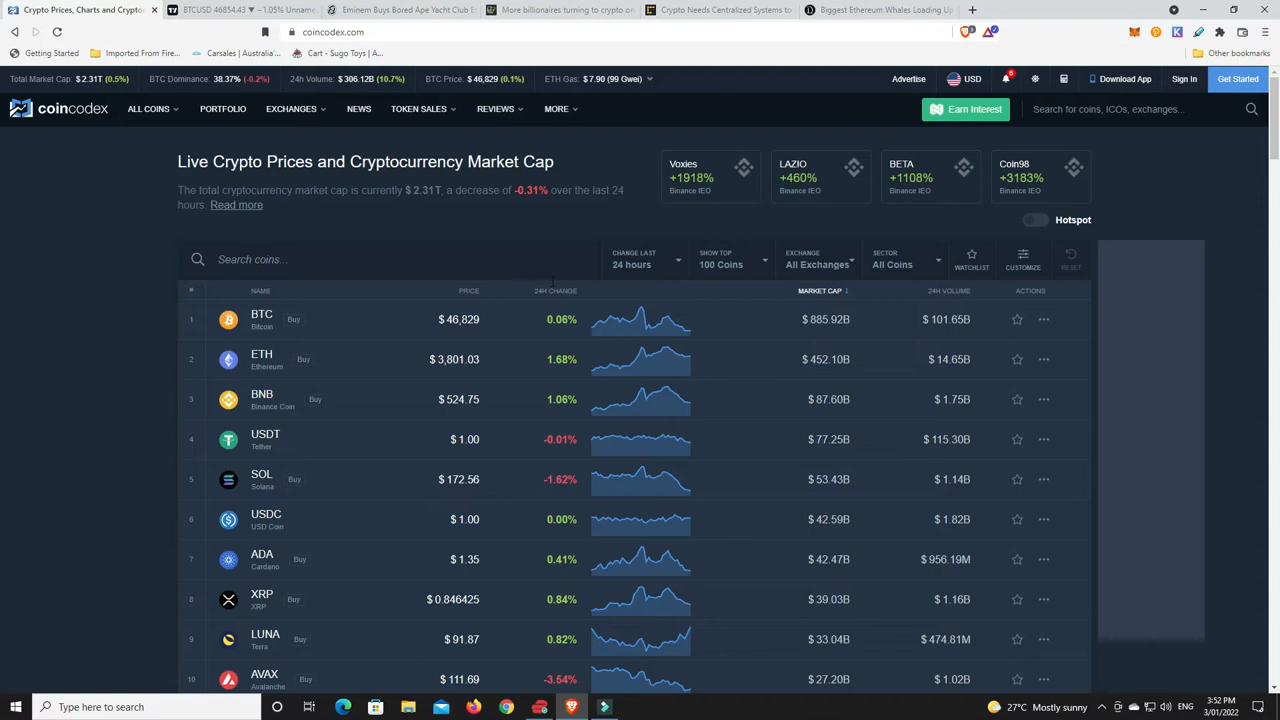 Crypto Prices, Charts and Cryptocu
BTCUSD 46854.43 ▼ −1.05% Unname
Eminem Buys Bored Ape Yacht Club E
More billionaires turning to crypto on
Crypto Needs Centralized Systems to
Biggest Ethereum Whales Loading Up
coincodex.com
Getting Started
Imported From Fire...
Carsales | Australia'...
Cart - Sugo Toys | A...
Other bookmarks
Total Market Cap: $ 2.31T (0.5%)
BTC Dominance: 38.37% (-0.2%)
24h Volume: $ 306.12B (10.7%)
BTC Price: $ 46,829 (0.1%)
ETH Gas: $ 7.90 (99 Gwei)
Advertise
USD
6
Download App
Sign In
Get Started
coincodex
ALL COINS
PORTFOLIO
EXCHANGES
NEWS
TOKEN SALES
REVIEWS
MORE
Earn Interest
Search for coins, ICOs, exchanges...
Live Crypto Prices and Cryptocurrency Market Cap
The total cryptocurrency market cap is currently $ 2.31T, a decrease of -0.31% over the last 24
hours. Read more
Voxies
+1918%
Binance IEO
LAZIO
+460%
Binance IEO
BETA
+1108%
Binance IEO
Coin98
+3183%
Binance IEO
Hotspot
Search coins...
CHANGE LAST
24 hours
SHOW TOP
100 Coins
EXCHANGE
All Exchanges
SECTOR
All Coins
WATCHLIST
CUSTOMIZE
RESET
# NAME PRICE 24H CHANGE MARKET CAP ↓ 24H VOLUME ACTIONS
1 BTC Buy $ 46,829 0.06% $ 885.92B $ 101.65B
Bitcoin
2 ETH Buy $ 3,801.03 1.68% $ 452.10B $ 14.65B
Ethereum
3 BNB Buy $ 524.75 1.06% $ 87.60B $ 1.75B
Binance Coin
4 USDT $ 1.00 -0.01% $ 77.25B $ 115.30B
Tether
5 SOL Buy $ 172.56 -1.62% $ 53.43B $ 1.14B
Solana
6 USDC $ 1.00 0.00% $ 42.59B $ 1.82B
USD Coin
7 ADA Buy $ 1.35 0.41% $ 42.47B $ 956.19M
Cardano
8 XRP Buy $ 0.846425 0.84% $ 39.03B $ 1.16B
XRP
9 LUNA Buy $ 91.87 0.82% $ 33.04B $ 474.81M
Terra
10 AVAX Buy $ 111.69 -3.54% $ 27.20B $ 1.02B
Avalanche
Type here to search
27°C Mostly sunny
ENG
3:52 PM
3/01/2022